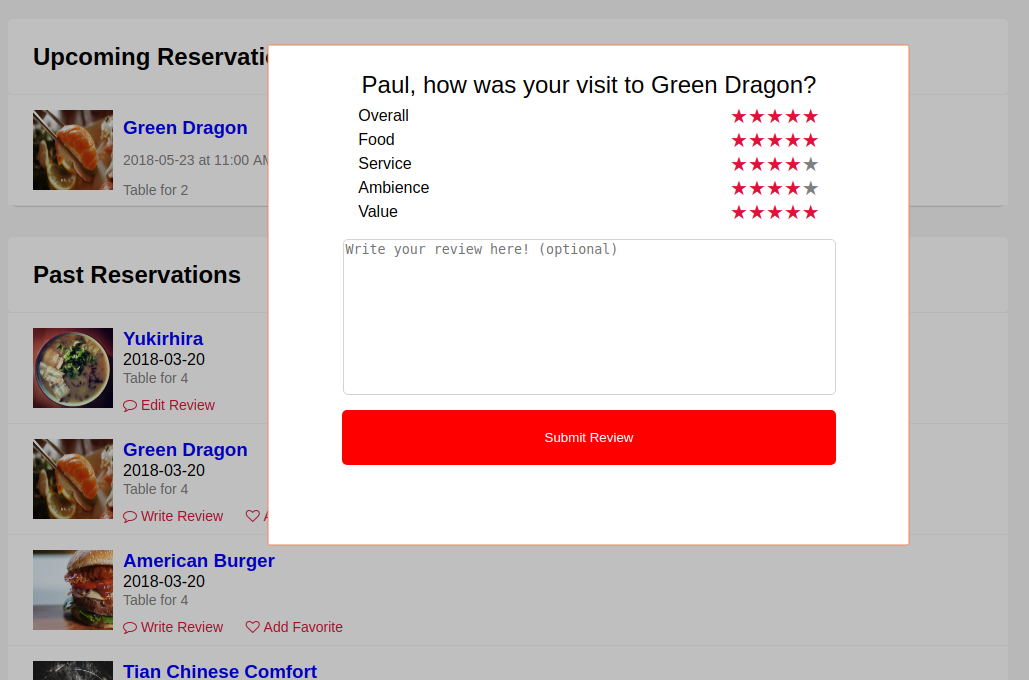 Upcoming Reservati
Green Dragon
2018-05-23 at 11:00 AM
Table for 2
Past Reservations
Yukirhira
2018-03-20
Table for 4
Edit Review
Green Dragon
2018-03-20
Table for 4
Write Review
American Burger
2018-03-20
Table for 4
Write Review Add Favorite
Tian Chinese Comfort
Paul, how was your visit to Green Dragon?
Overall ★★★★★
Food ★★★★★
Service ★★★★★
Ambience ★★★★★
Value ★★★★★
Write your review here! (optional)
Submit Review